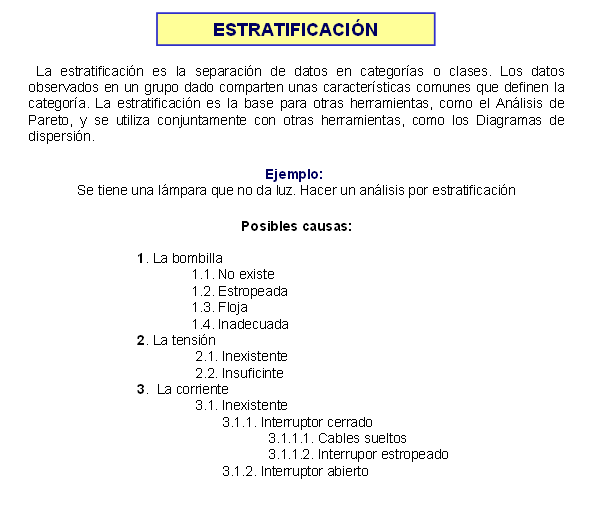 ESTRATIFICACIÓN
La estratificación es la separación de datos en categorías o clases. Los datos
observados en un grupo dado comparten unas características comunes que definen la
categoría. La estratificación es la base para otras herramientas, como el Análisis de
Pareto, y se utiliza conjuntamente con otras herramientas, como los Diagramas de
dispersión.
Ejemplo:
Se tiene una lámpara que no da luz. Hacer un análisis por estratificación
Posibles causas:
1. La bombilla
1.1. No existe
1.2. Estropeada
1.3. Floja
1.4. Inadecuada
2. La tensión
2.1. Inexistente
2.2. Insuficinte
3. La corriente
3.1. Inexistente
3.1.1. Interruptor cerrado
3.1.1.1. Cables sueltos
3.1.1.2. Interrupor estropeado
3.1.2. Interruptor abierto